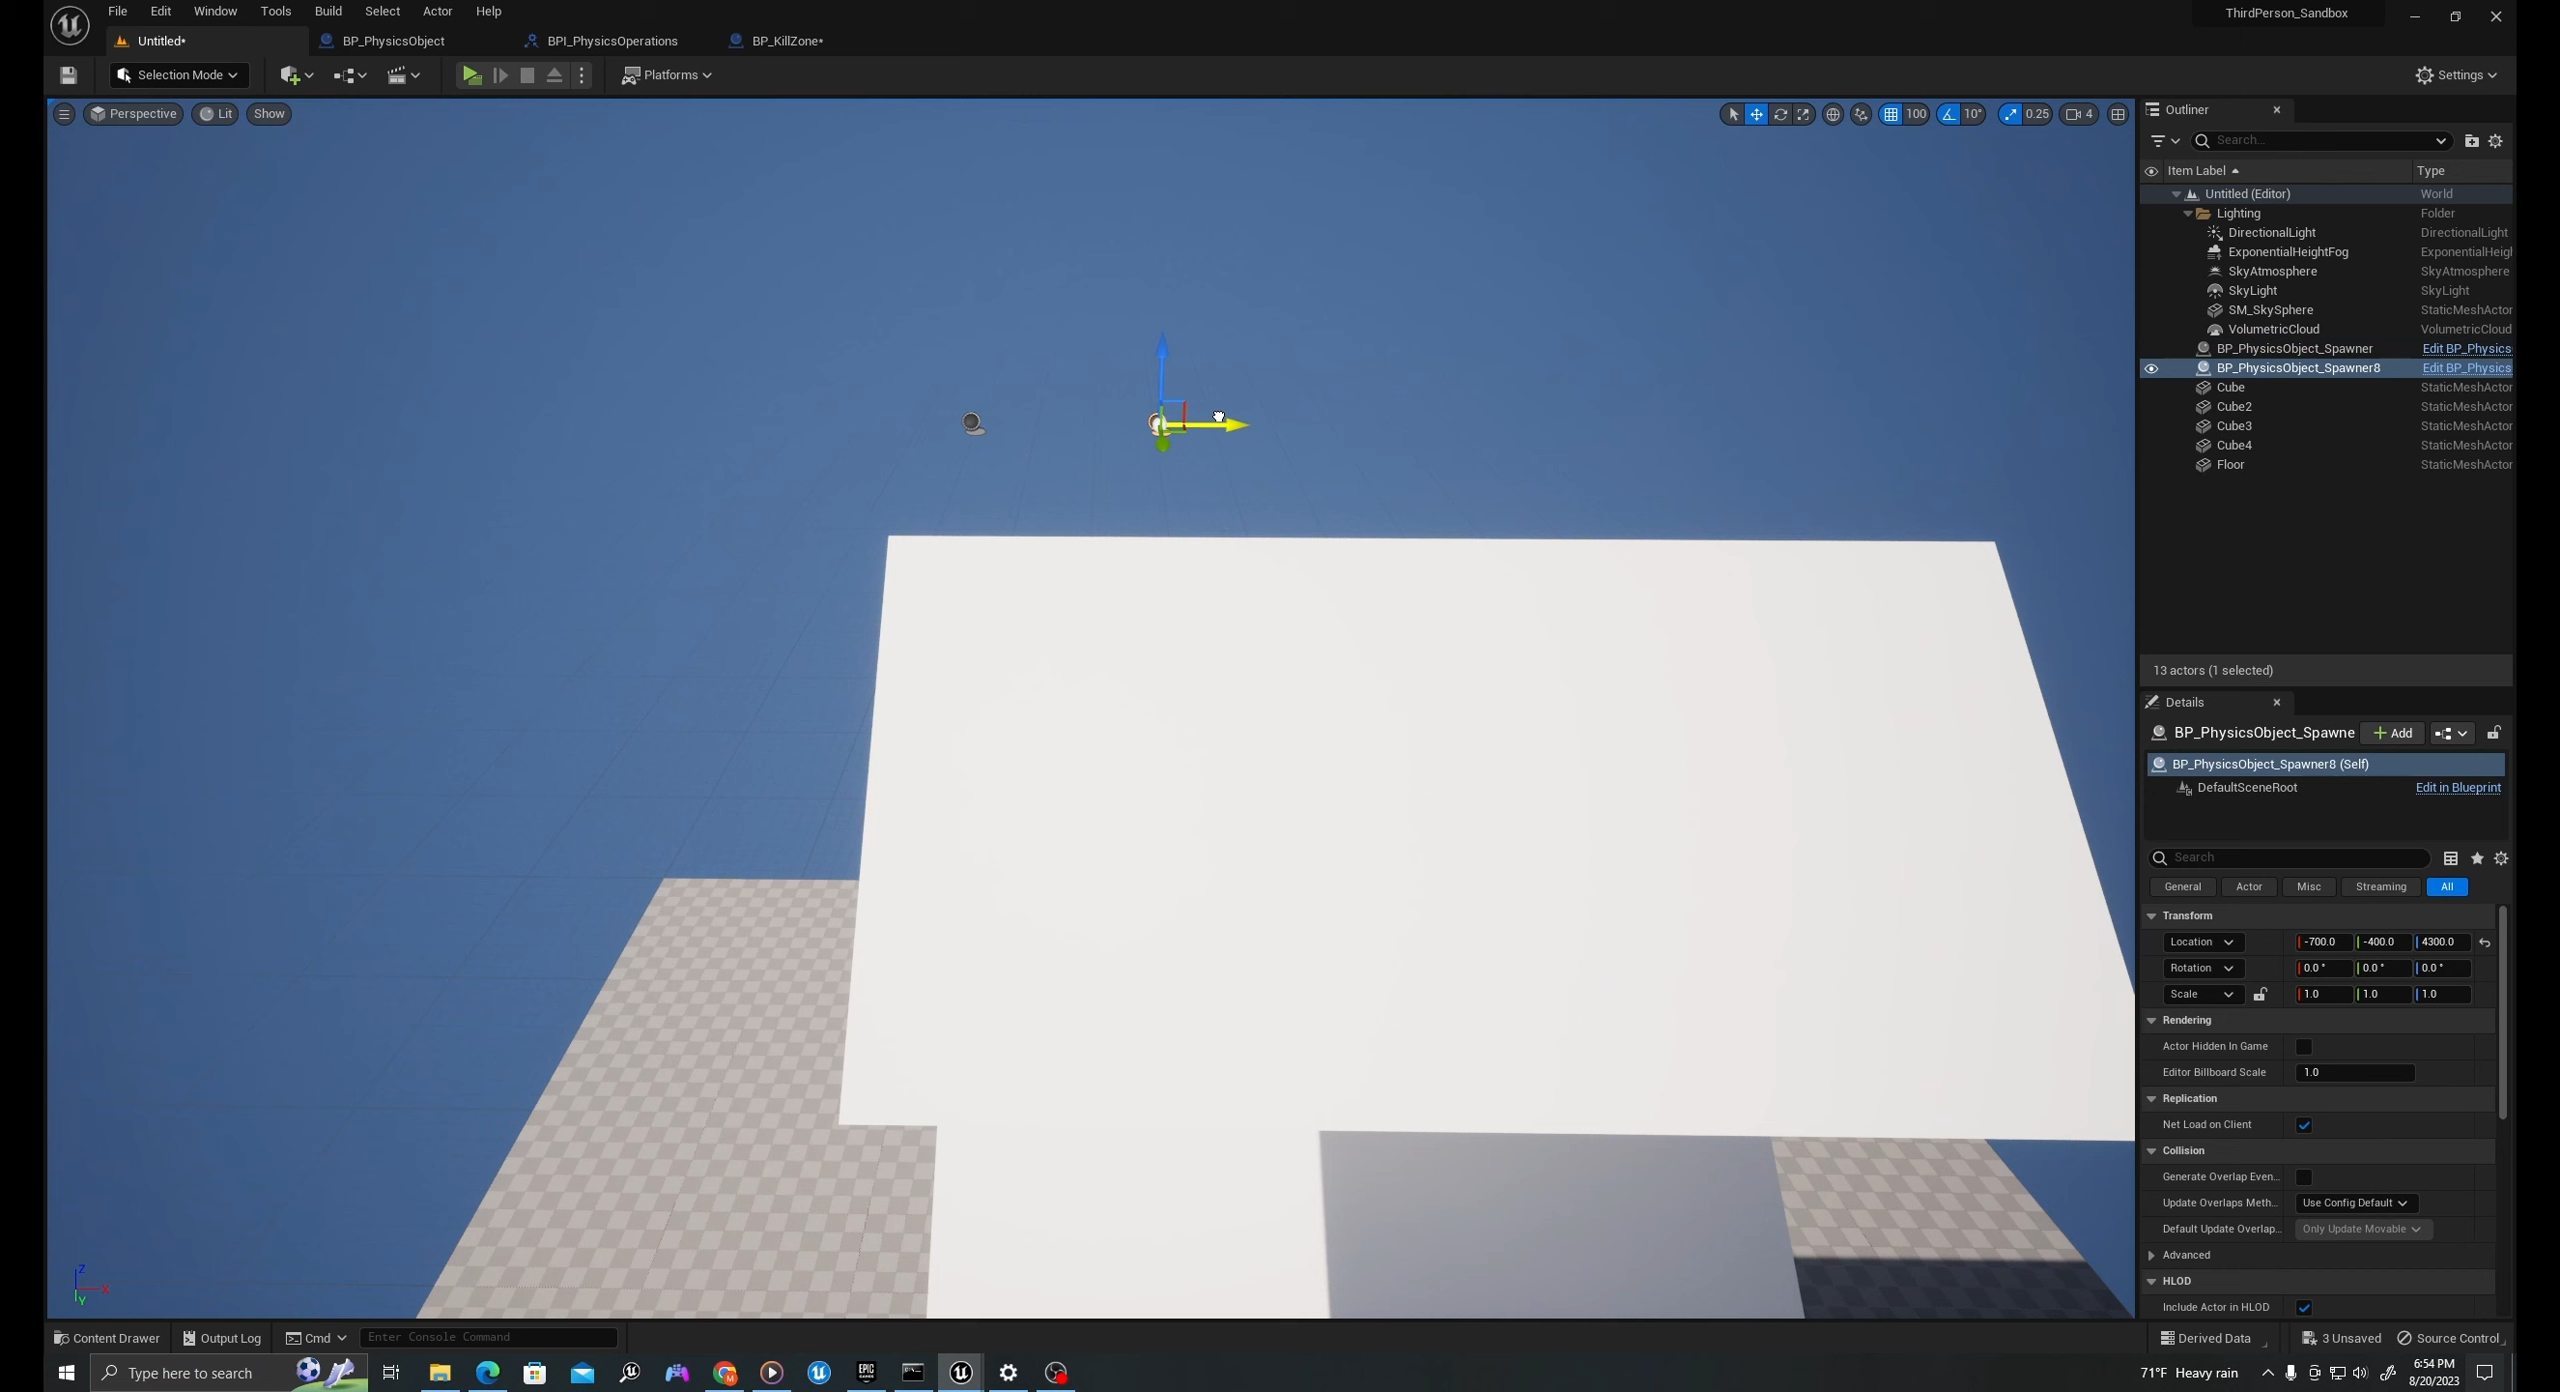 File Edit Window Tools Build Select Actor Help
ThirdPerson_Sandbox
Untitled* BP_PhysicsObject BPI_PhysicsOperations BP_KillZone*
Selection Mode Platforms Settings
Perspective Lit Show 100 10° 0.25 4
Outliner
Search...
Item Label Type
Untitled (Editor) World
Lighting Folder
DirectionalLight DirectionalLight
ExponentialHeightFog ExponentialHeigh
SkyAtmosphere SkyAtmosphere
SkyLight SkyLight
SM_SkySphere StaticMeshActor
VolumetricCloud VolumetricCloud
BP_PhysicsObject_Spawner Edit BP_Physics
BP_PhysicsObject_Spawner8 Edit BP_Physics
Cube StaticMeshActor
Cube2 StaticMeshActor
Cube3 StaticMeshActor
Cube4 StaticMeshActor
Floor StaticMeshActor
13 actors (1 selected)
Details
BP_PhysicsObject_Spawne Add
BP_PhysicsObject_Spawner8 (Self)
DefaultSceneRoot Edit in Blueprint
Search
General Actor Misc Streaming All
Transform
Location -700.0 -400.0 4300.0
Rotation 0.0° 0.0° 0.0°
Scale 1.0 1.0 1.0
Rendering
Actor Hidden In Game
Editor Billboard Scale 1.0
Replication
Net Load on Client
Collision
Generate Overlap Even...
Update Overlaps Meth... Use Config Default
Default Update Overlap... Only Update Movable
Advanced
HLOD
Include Actor in HLOD
Z
X
Y
Content Drawer Output Log Cmd Enter Console Command Derived Data 3 Unsaved Source Control
Type here to search EPIC GAMES 71°F Heavy rain 6:54 PM
8/20/2023